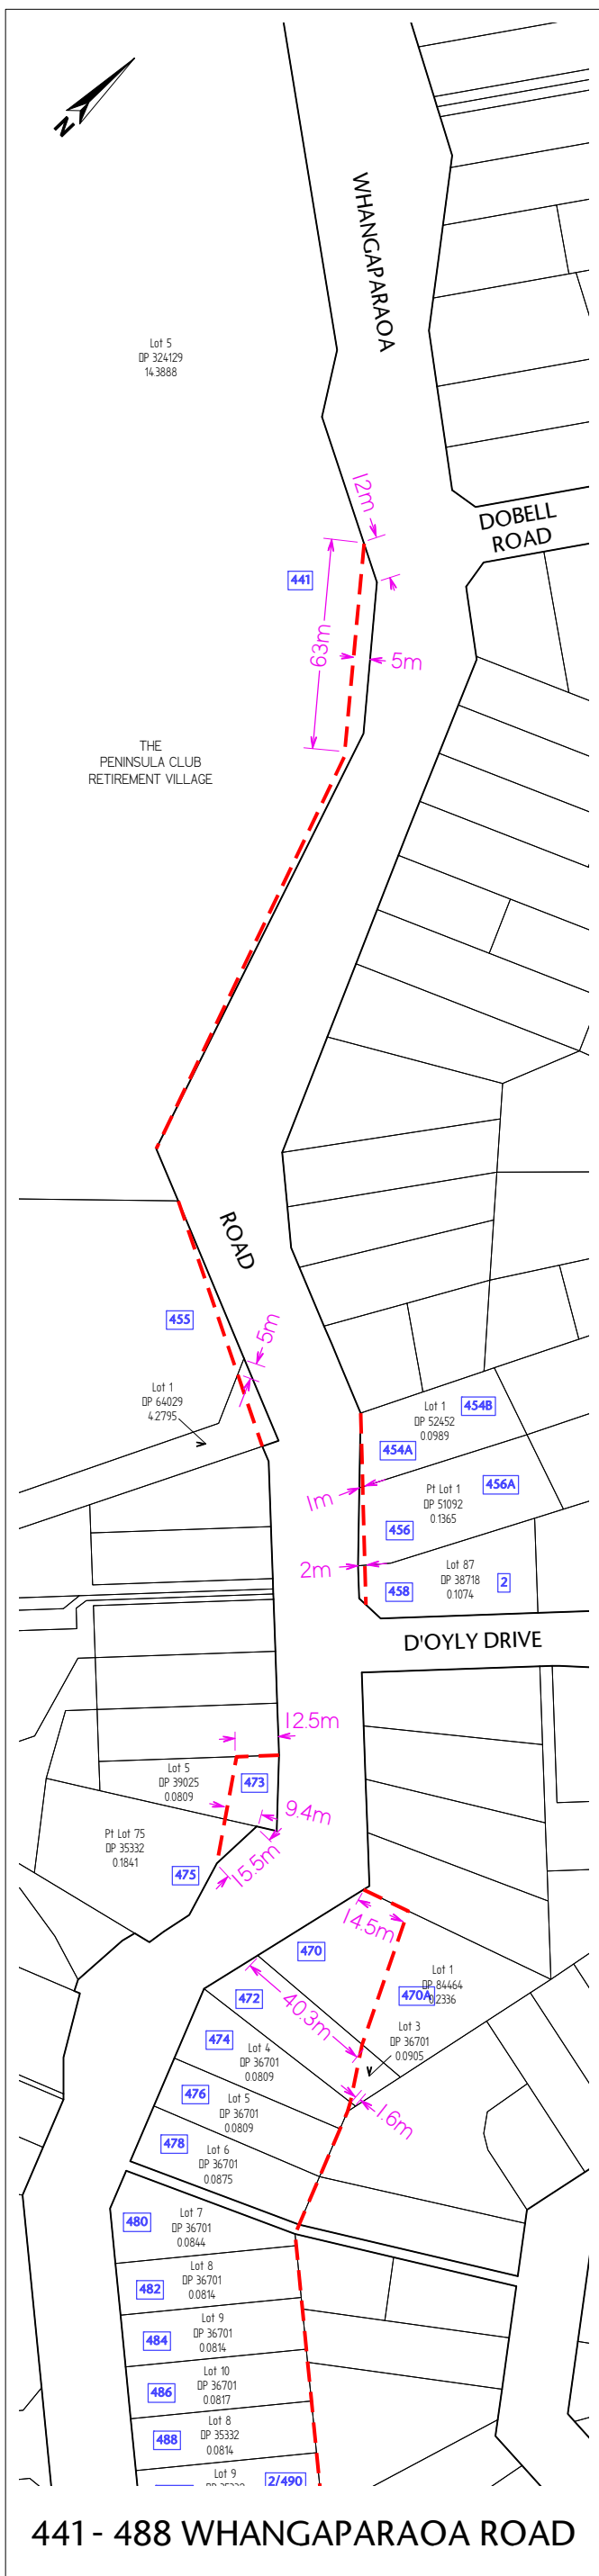 N
WHANGAPARAOA
Lot 5
DP 324129
14.3888
12m
DOBELL
ROAD
441
63m
5m
THE
PENINSULA CLUB
RETIREMENT VILLAGE
ROAD
455
5m
Lot 1
DP 64029
4.2795
Lot 1
DP 52452
0.0989
454B
454A
1m
Pt Lot 1
DP 51092
0.1365
456A
456
2m
Lot 87
DP 38718
0.1074
458
2
D'OYLY DRIVE
12.5m
Lot 5
DP 39025
0.0809
473
9.4m
Pt Lot 75
DP 35332
0.1841
15.5m
475
14.5m
470
Lot 1
DP 84464
0.2336
470A
472
40.3m
Lot 3
DP 36701
0.0905
474
Lot 4
DP 36701
0.0809
476
Lot 5
DP 36701
0.0809
1.6m
478
Lot 6
DP 36701
0.0875
480
Lot 7
DP 36701
0.0844
482
Lot 8
DP 36701
0.0814
484
Lot 9
DP 36701
0.0814
486
Lot 10
DP 36701
0.0817
488
Lot 8
DP 35332
0.0814
Lot 9
2/490
441 - 488 WHANGAPARAOA ROAD